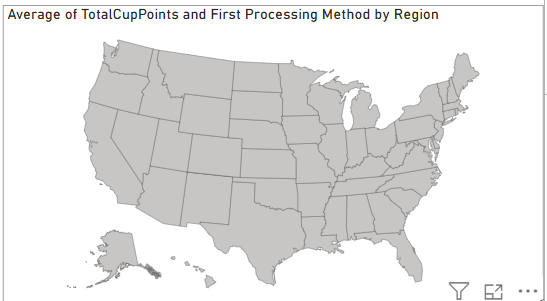 Average of TotalCupPoints and First Processing Method by Region